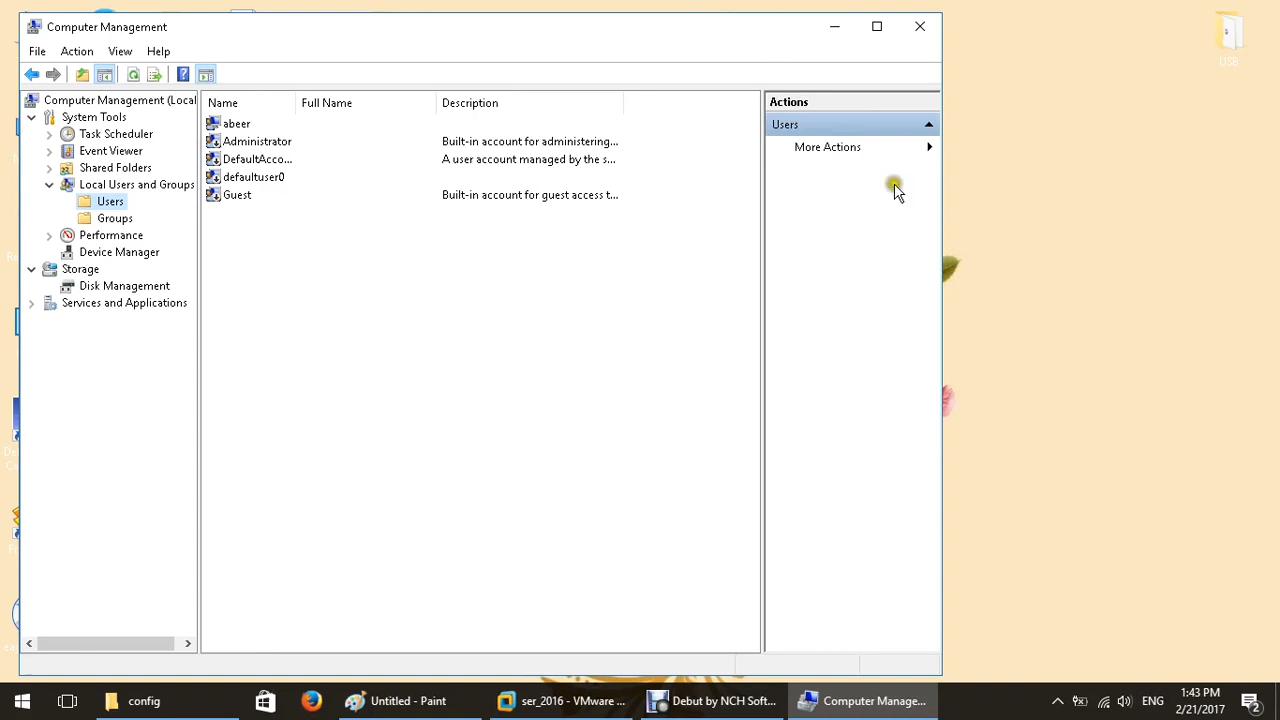 Computer Management
File Action View Help
Computer Management (Local
System Tools
Task Scheduler
Event Viewer
Shared Folders
Local Users and Groups
Users
Groups
Performance
Device Manager
Storage
Disk Management
Services and Applications
Name Full Name Description
abeer
Administrator Built-in account for administering...
DefaultAcco... A user account managed by the s...
defaultuser0
Guest Built-in account for guest access t...
Actions
Users
More Actions
USB
config
Untitled - Paint
ser_2016 - VMware ...
Debut by NCH Soft...
Computer Manage...
ENG
1:43 PM
2/21/2017
2